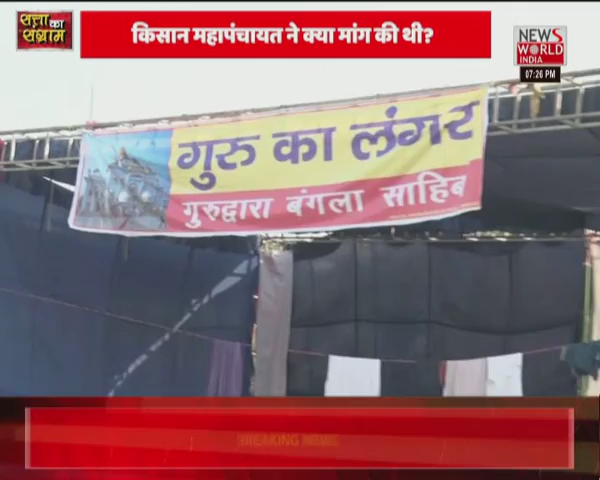 सत्ता का संग्राम
किसान महापंचायत ने क्या मांग की थी?
NEWS
WORLD
INDIA
07:26 PM
गुरु का लंगर
गुरुद्वारा बंगला साहिब
BREAKING NEWS